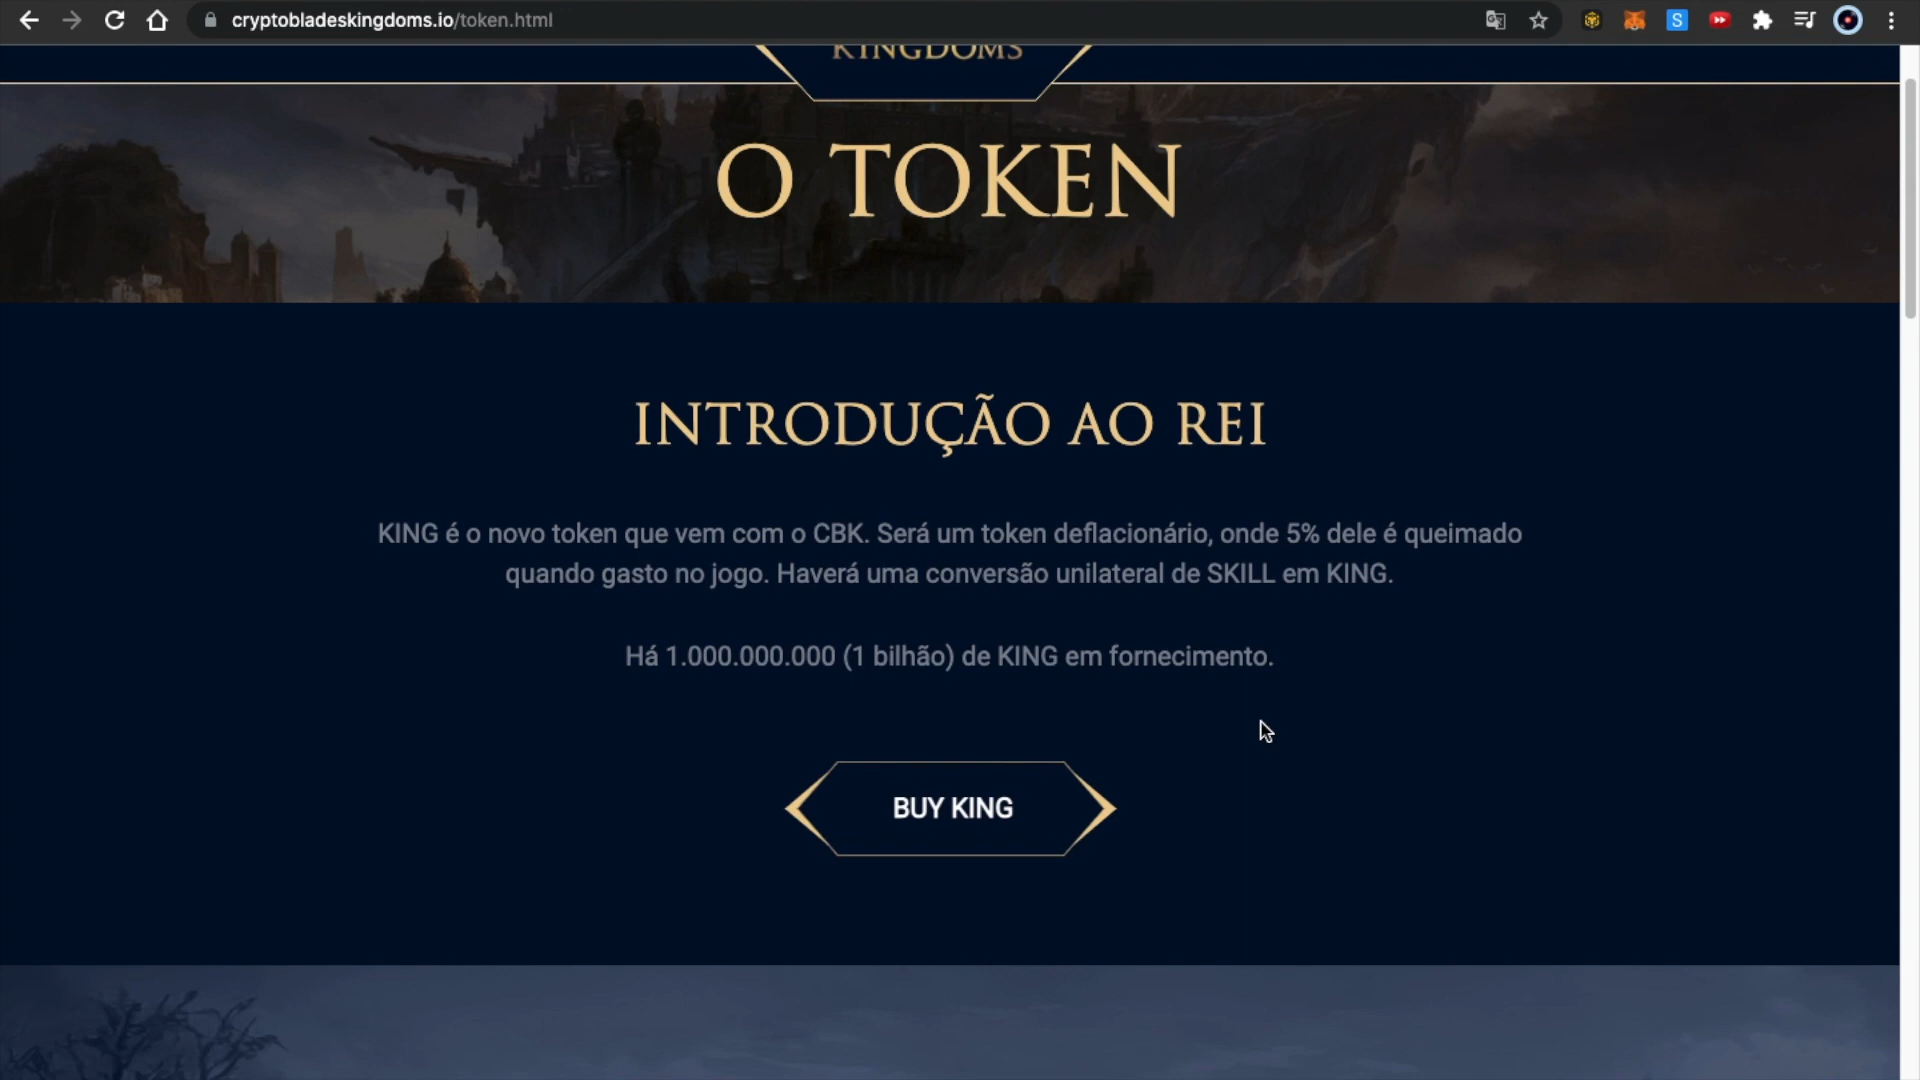 cryptobladeskingdoms.io/token.html
KINGDOMS
O TOKEN
INTRODUÇÃO AO REI
KING é o novo token que vem com o CBK. Será um token deflacionário, onde 5% dele é queimado
quando gasto no jogo. Haverá uma conversão unilateral de SKILL em KING.
Há 1.000.000.000 (1 bilhão) de KING em fornecimento.
BUY KING